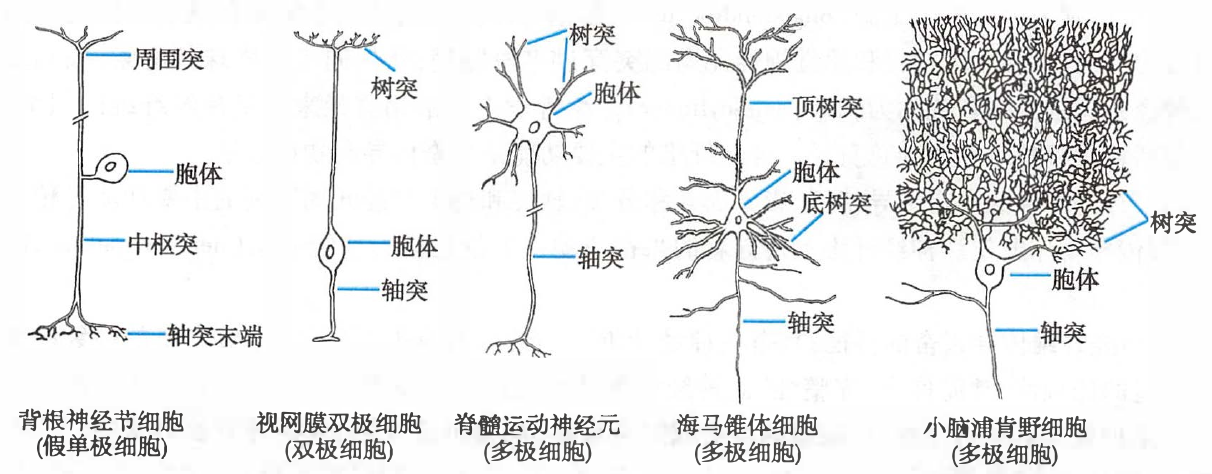 周围突
胞体
中枢突
轴突末端
背根神经节细胞
(假单极细胞)
树突
胞体
轴突
视网膜双极细胞
(双极细胞)
树突
胞体
轴突
脊髓运动神经元
(多极细胞)
顶树突
胞体
底树突
轴突
海马锥体细胞
(多极细胞)
树突
胞体
轴突
小脑浦肯野细胞
(多极细胞)